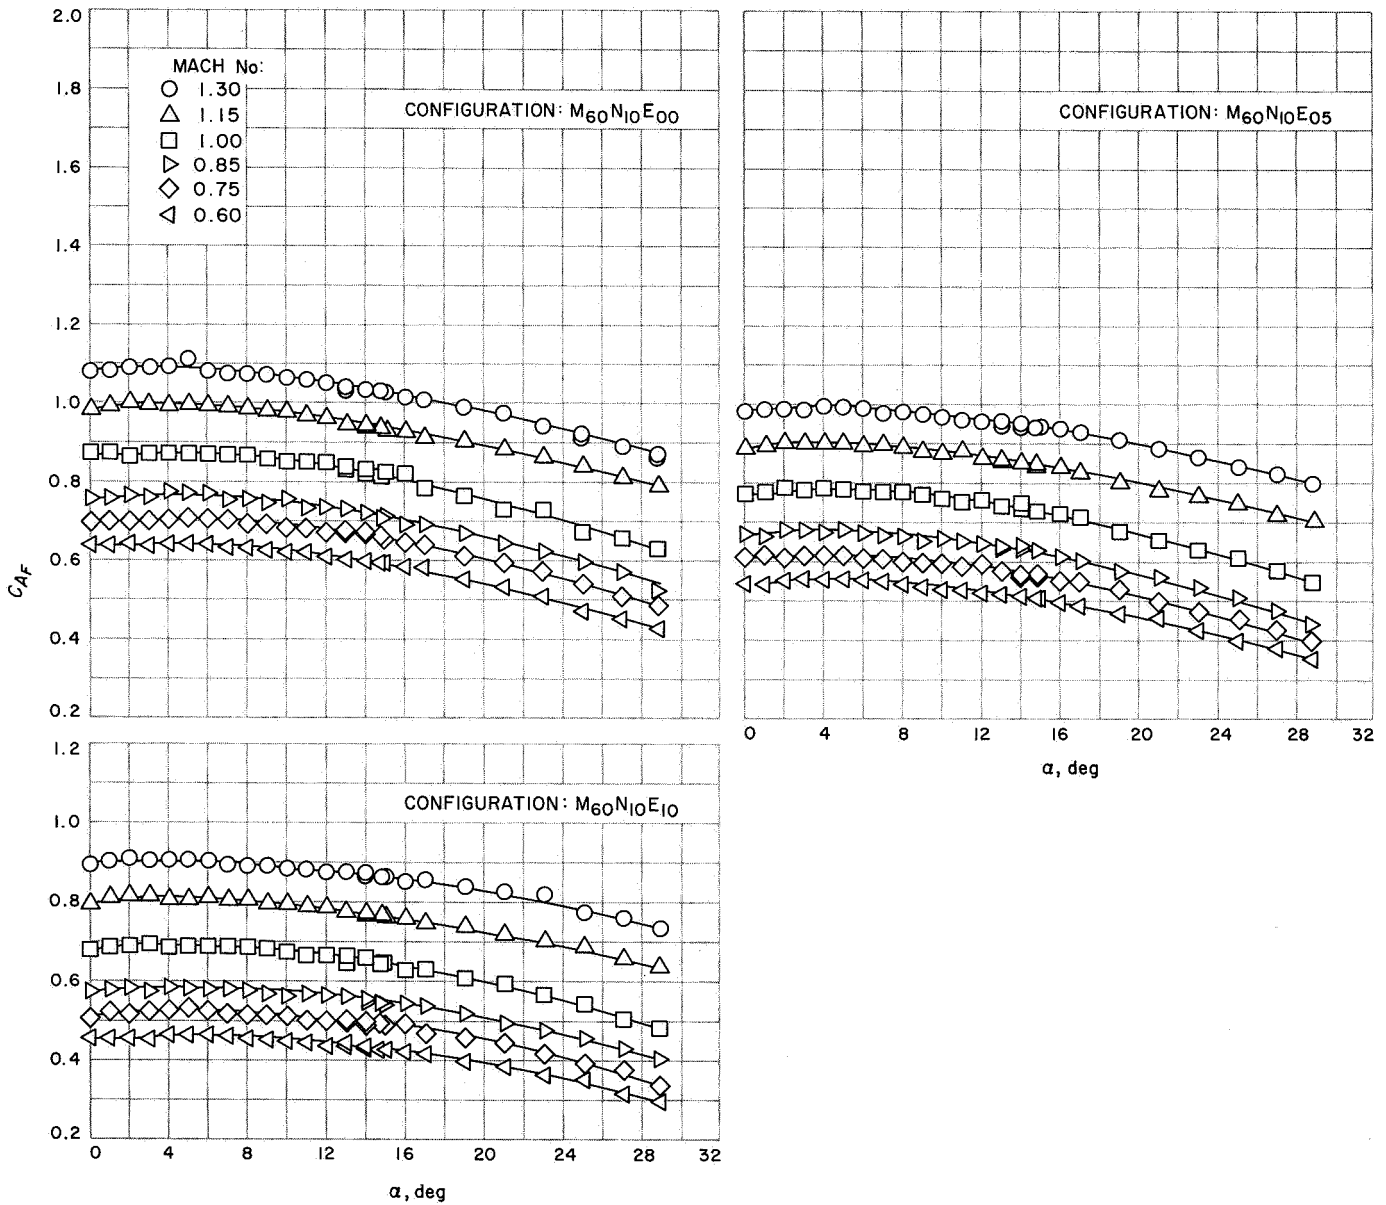 2.0
MACH No:
1.30
1.15
1.00
0.85
0.75
0.60
1.8
1.6
1.4
1.2
1.0
0.8
0.6
0.4
0.2
C_{A_F}
CONFIGURATION: M60N10E00
CONFIGURATION: M60N10E05
0 4 8 12 16 20 24 28 32
α, deg
1.2
1.0
0.8
0.6
0.4
0.2
CONFIGURATION: M60N10E10
0 4 8 12 16 20 24 28 32
α, deg